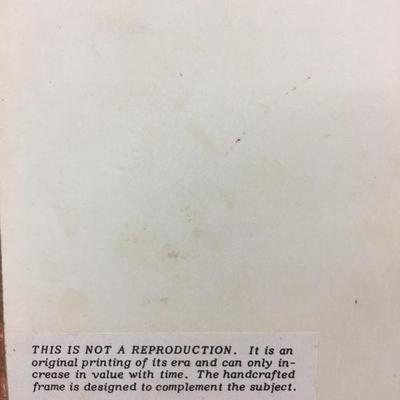 THIS IS NOT A REPRODUCTION. It is an
original printing of its era and can only in-
crease in value with time. The handcrafted
frame is designed to complement the subject.